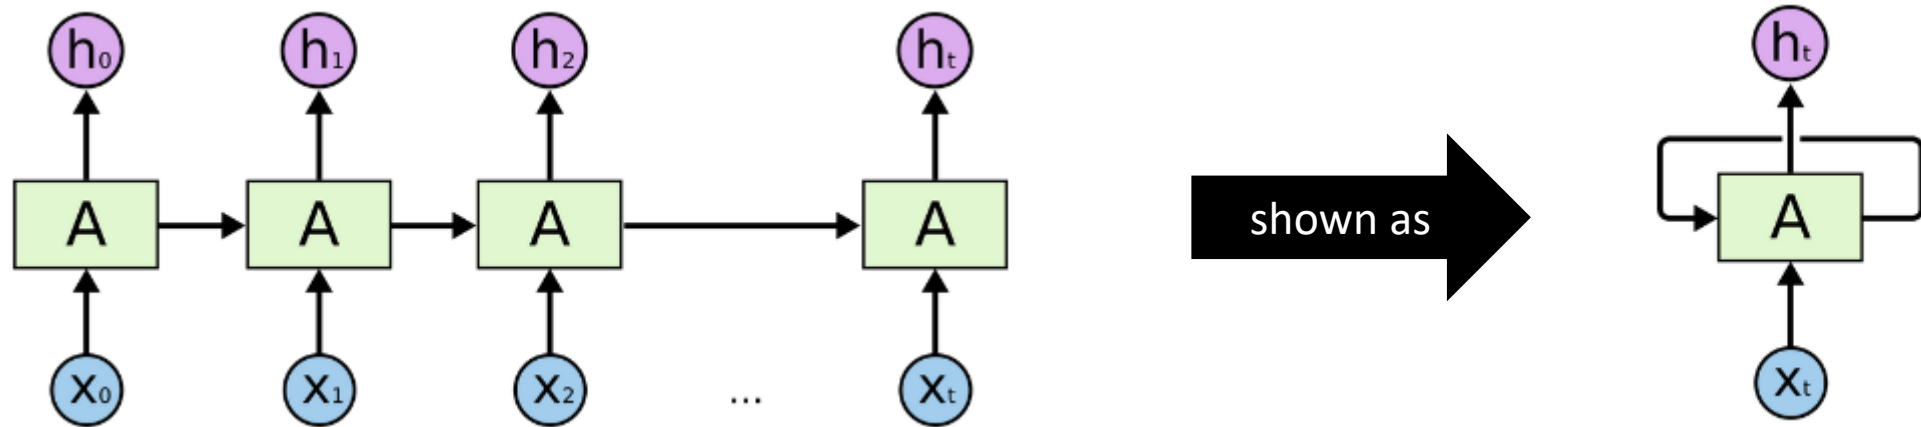 h₀ h₁ h₂ hₜ hₜ
A A A A shown as A
x₀ x₁ x₂ ... xₜ xₜ